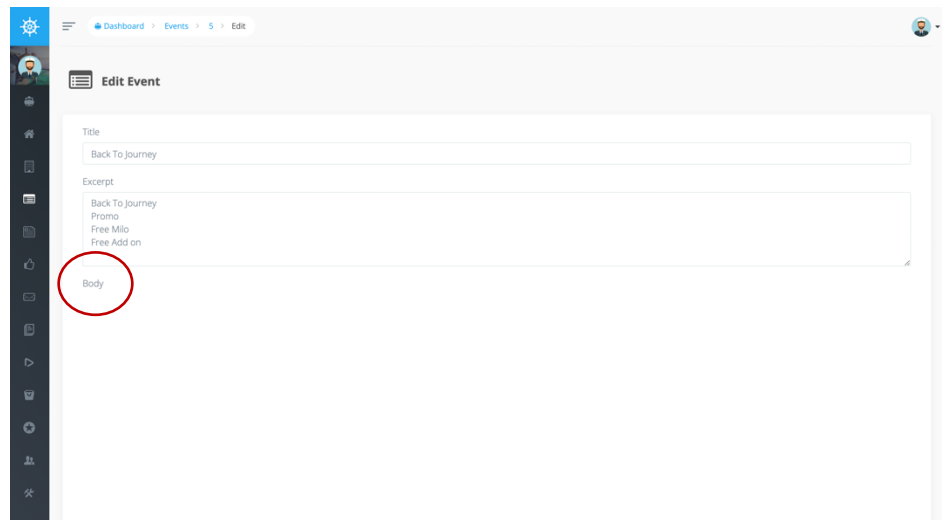 Dashboard > Events > 5 > Edit
Edit Event
Title
Back To Journey
Excerpt
Back To Journey
Promo
Free Milo
Free Add on
Body